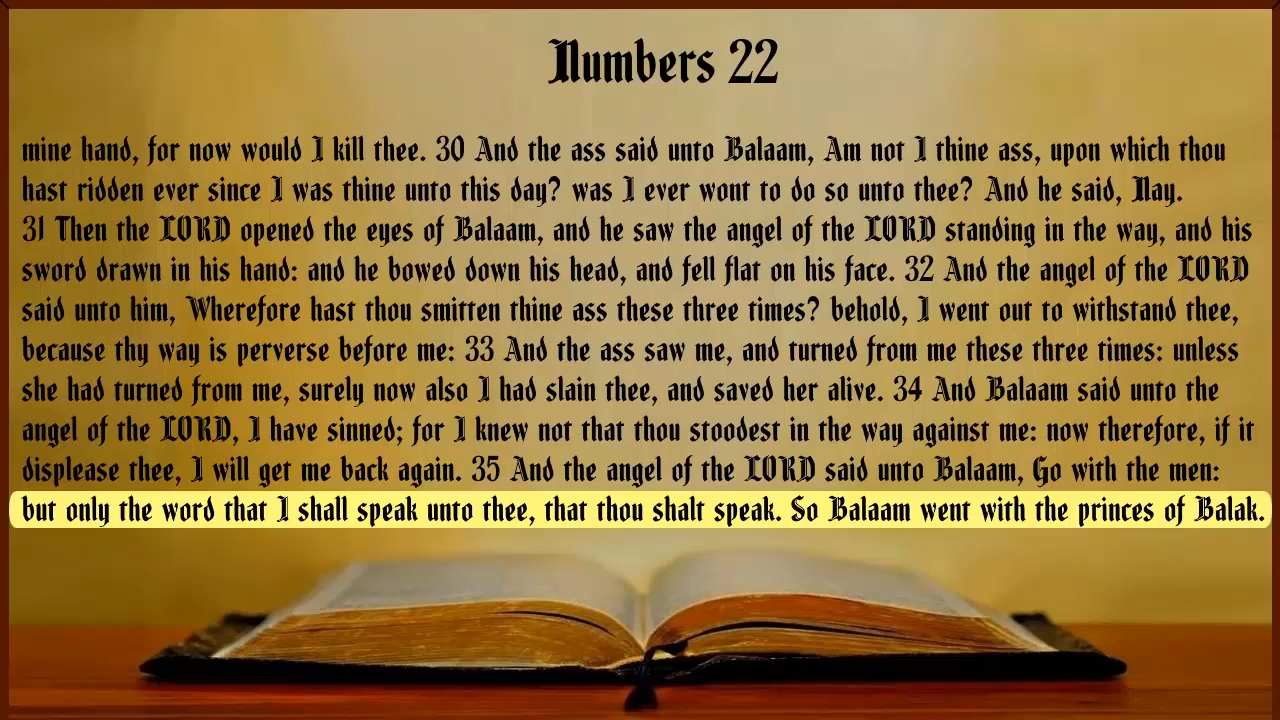 Numbers 22
mine hand, for now would I kill thee. 30 And the ass said unto Balaam, Am not I thine ass, upon which thou
hast ridden ever since I was thine unto this day? was I ever wont to do so unto thee? And he said, Nay.
31 Then the LORD opened the eyes of Balaam, and he saw the angel of the LORD standing in the way, and his
sword drawn in his hand: and he bowed down his head, and fell flat on his face. 32 And the angel of the LORD
said unto him, Wherefore hast thou smitten thine ass these three times? behold, I went out to withstand thee,
because thy way is perverse before me: 33 And the ass saw me, and turned from me these three times: unless
she had turned from me, surely now also I had slain thee, and saved her alive. 34 And Balaam said unto the
angel of the LORD, I have sinned; for I knew not that thou stoodest in the way against me: now therefore, if it
displease thee, I will get me back again. 35 And the angel of the LORD said unto Balaam, Go with the men:
but only the word that I shall speak unto thee, that thou shalt speak. So Balaam went with the princes of Balak.